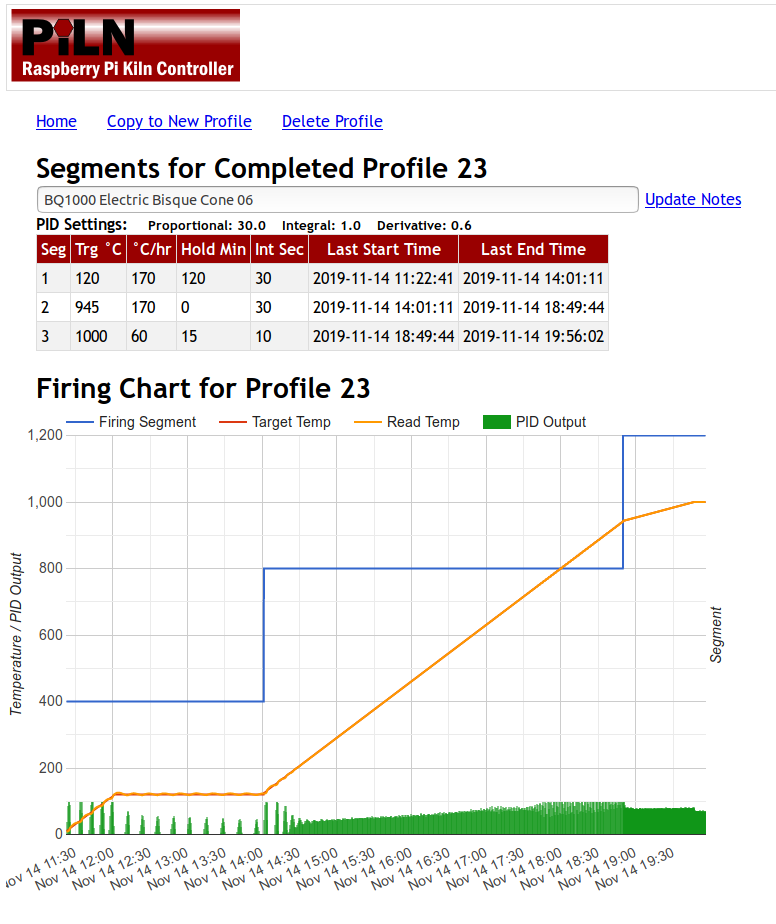 PiLN
Raspberry Pi Kiln Controller
Home Copy to New Profile Delete Profile
Segments for Completed Profile 23
BQ1000 Electric Bisque Cone 06 Update Notes
PID Settings: Proportional: 30.0 Integral: 1.0 Derivative: 0.6
Seg Trg °C °C/hr Hold Min Int Sec Last Start Time Last End Time
1 120 170 120 30 2019-11-14 11:22:41 2019-11-14 14:01:11
2 945 170 0 30 2019-11-14 14:01:11 2019-11-14 18:49:44
3 1000 60 15 10 2019-11-14 18:49:44 2019-11-14 19:56:02
Firing Chart for Profile 23
Firing Segment Target Temp Read Temp PID Output
1,200
1,000
800
600
400
200
0
Temperature / PID Output
Segment
ov 14 11:30
Nov 14 12:00
Nov 14 12:30
Nov 14 13:00
Nov 14 13:30
Nov 14 14:00
Nov 14 14:30
Nov 14 15:00
Nov 14 15:30
Nov 14 16:00
Nov 14 16:30
Nov 14 17:00
Nov 14 17:30
Nov 14 18:00
Nov 14 18:30
Nov 14 19:00
Nov 14 19:30